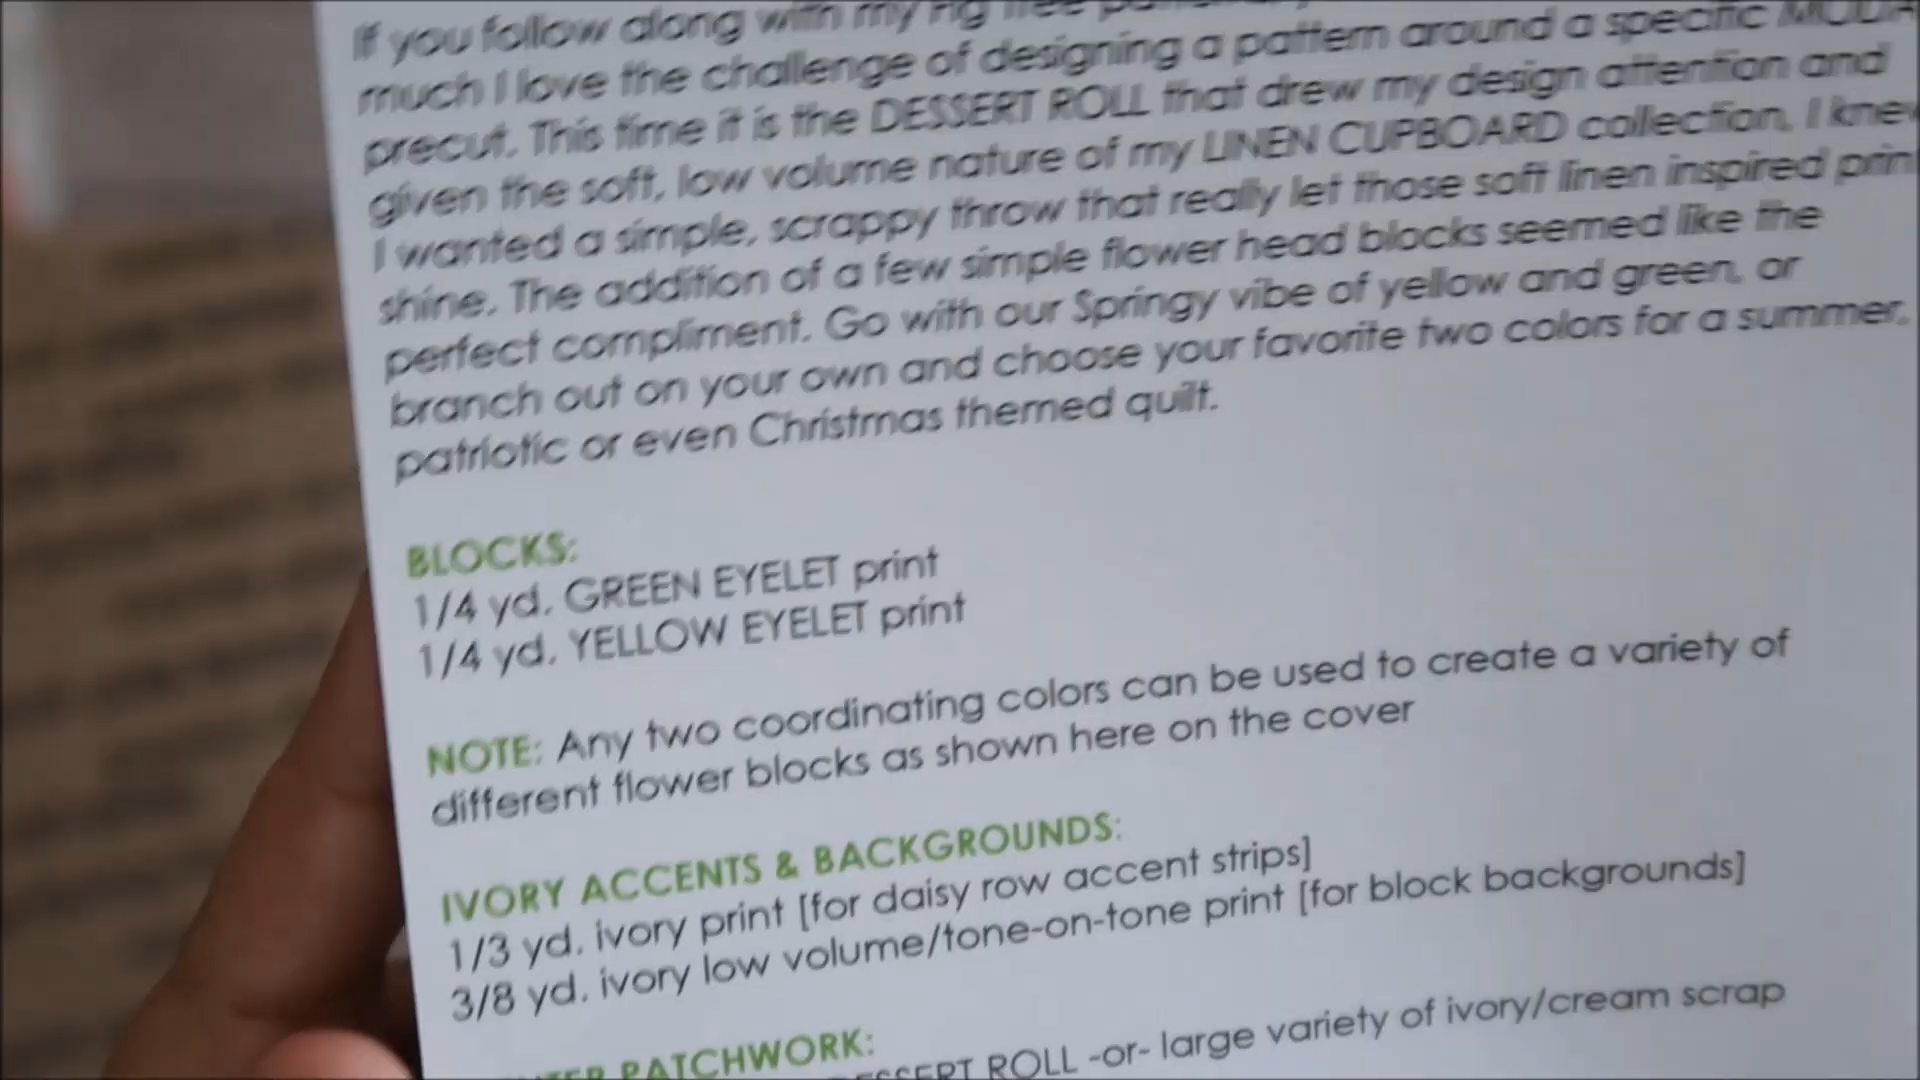 If you follow along with my Fig Tree
much I love the challenge of designing a pattern around a specific MODA
precut. This time it is the DESSERT ROLL that drew my design attention and
given the soft, low volume nature of my LINEN CUPBOARD collection, I knew
I wanted a simple, scrappy throw that really let those soft linen inspired
shine. The addition of a few simple flower head blocks seemed like the
perfect compliment. Go with our Springy vibe of yellow and green, or
branch out on your own and choose your favorite two colors for a summer,
patriotic or even Christmas themed quilt.
BLOCKS:
1/4 yd. GREEN EYELET print
1/4 yd. YELLOW EYELET print
NOTE: Any two coordinating colors can be used to create a variety of
different flower blocks as shown here on the cover
IVORY ACCENTS & BACKGROUNDS:
1/3 yd. ivory print [for daisy row accent strips]
3/8 yd. ivory low volume/tone-on-tone print [for block backgrounds]
PATCHWORK:
DESSERT ROLL -or- large variety of ivory/cream scrap